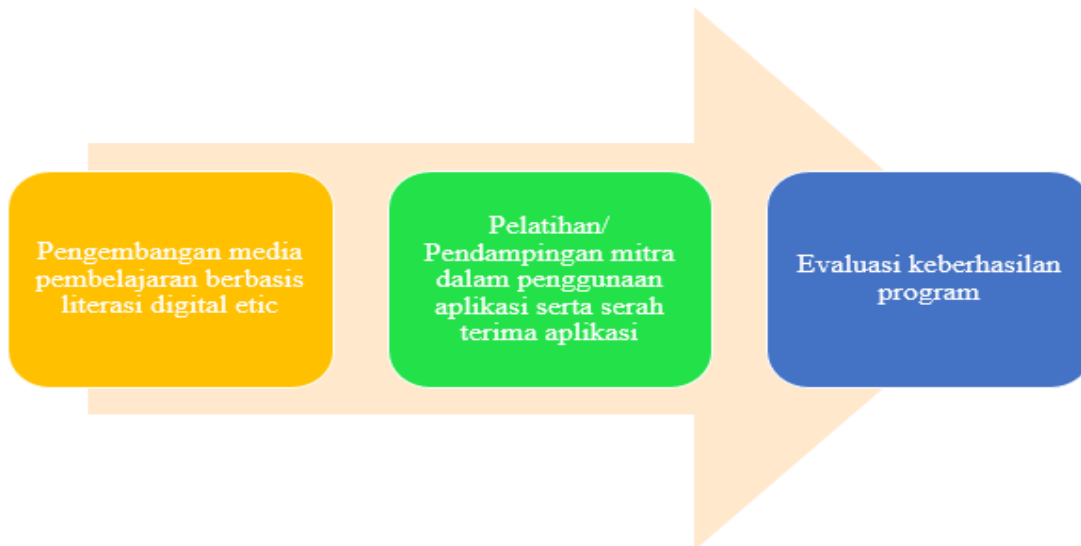 Pengembangan media
pembelajaran berbasis
literasi digital etic
Pelatihan/
Pendampingan mitra
dalam penggunaan
aplikasi serta serah
terima aplikasi
Evaluasi keberhasilan
program